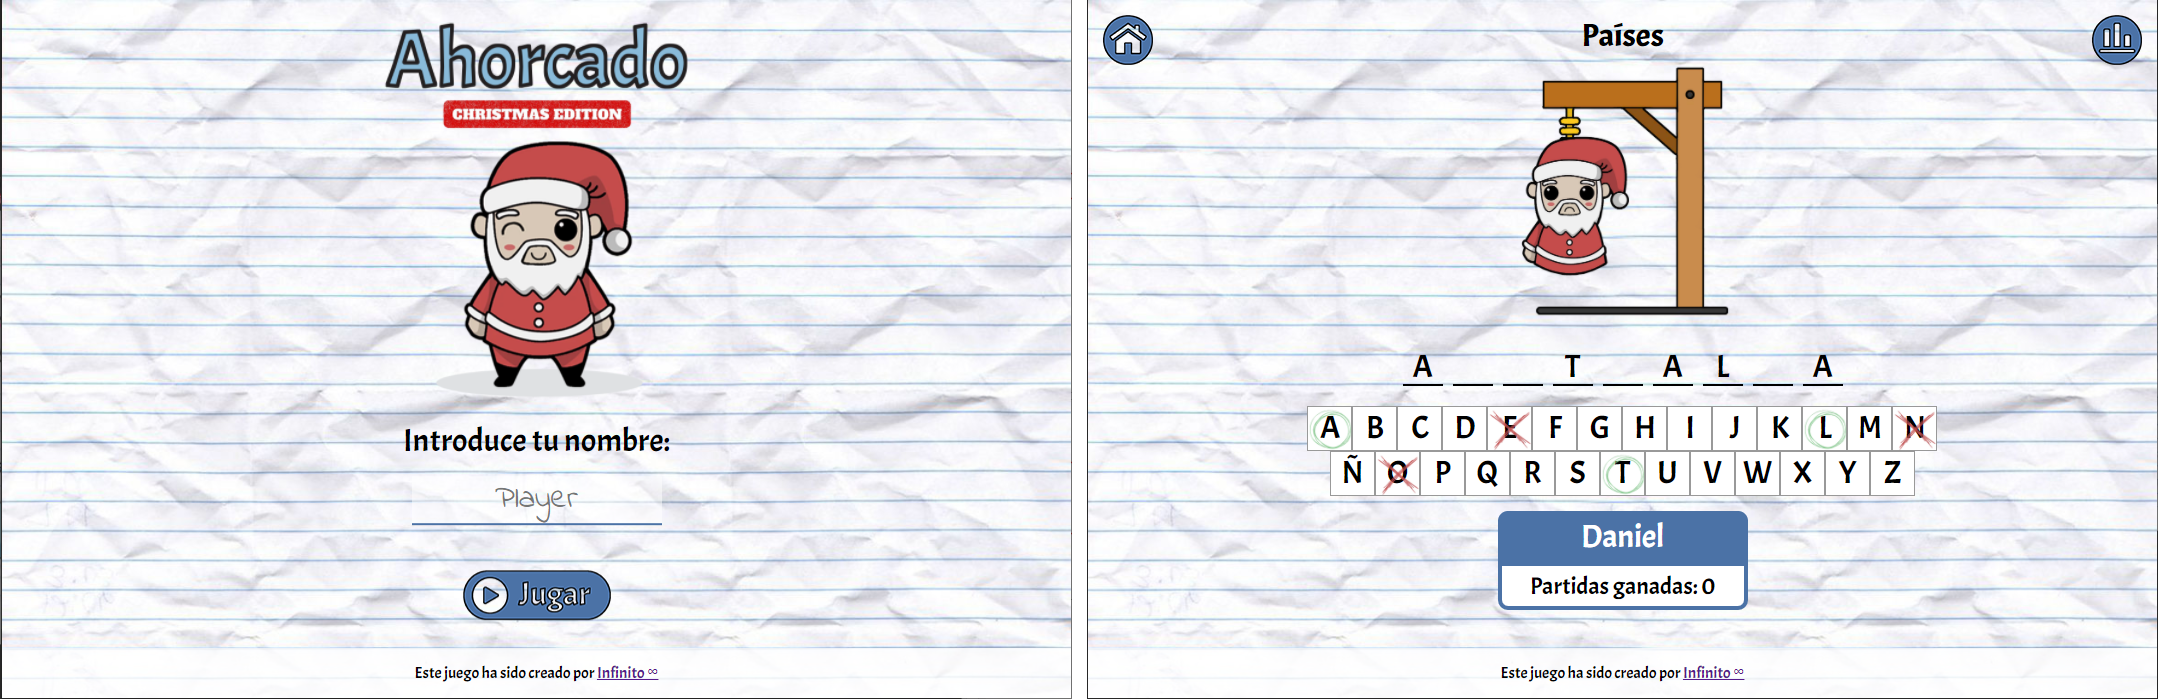 Ahorcado
CHRISTMAS EDITION
Introduce tu nombre:
Player
Jugar
Este juego ha sido creado por Infinito ∞
Países
A _ _ T _ A L _ A
A B C D E F G H I J K L M N
Ñ O P Q R S T U V W X Y Z
Daniel
Partidas ganadas: 0
Este juego ha sido creado por Infinito ∞